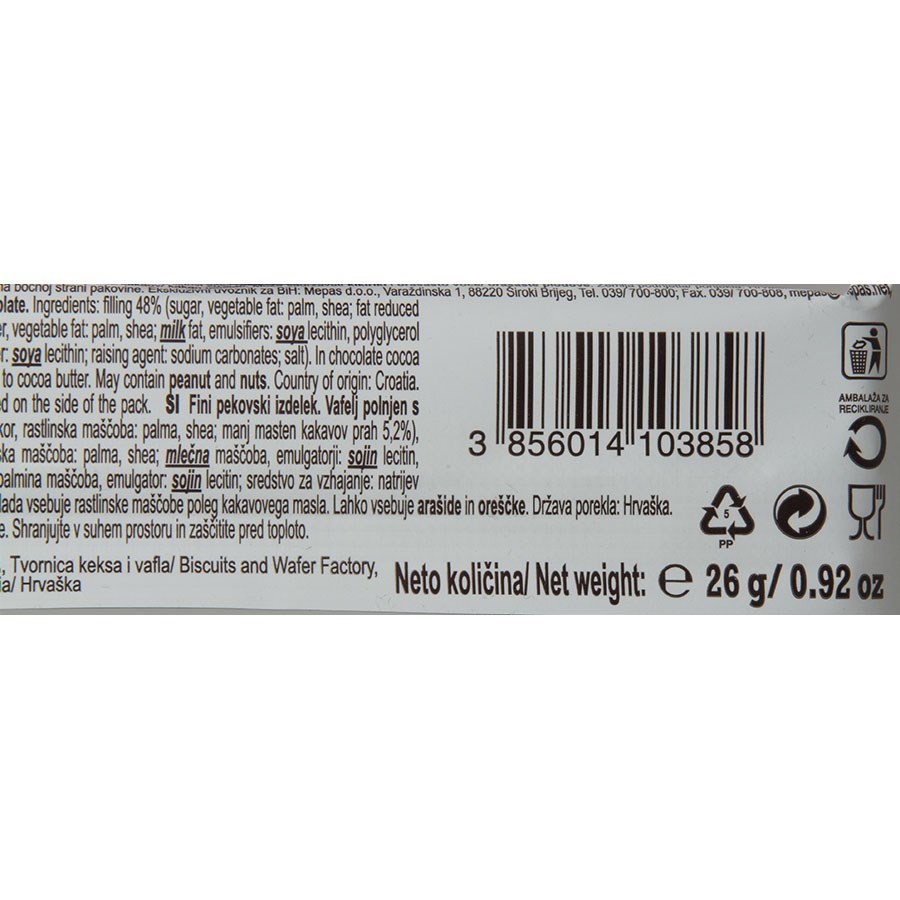 na bočnoj strani pakovine. Ekskluzivni uvoznik za BiH: Mepas d.o.o., Varaždinska 1, 88220 Široki Brijeg, Tel. 039/ 700-800; Fax. 039/ 700-808,
olate. Ingredients: filling 48% (sugar, vegetable fat: palm, shea; fat reduced
er, vegetable fat: palm, shea; milk fat, emulsifiers: soya lecithin, polyglycerol
er: soya lecithin; raising agent: sodium carbonates; salt). In chocolate cocoa
to cocoa butter. May contain peanut and nuts. Country of origin: Croatia.
ed on the side of the pack. SI Fini pekovski izdelek. Vafelj polnjen s
kor, rastlinska maščoba: palma, shea; manj masten kakavov prah 5,2%),
ska maščoba: palma, shea; mlečna maščoba, emulgatorji: sojin lecitin,
palmina maščoba, emulgator: sojin lecitin; sredstvo za vzhajanje: natrijev
lada vsebuje rastlinske maščobe poleg kakavovega masla. Lahko vsebuje arašide in oreščke. Država porekla: Hrvaška.
e. Shranjujte v suhem prostoru in zaščitite pred toploto.
, Tvornica keksa i vafla/ Biscuits and Wafer Factory,
ia/ Hrvaška
3 856014 103858
AMBALAŽA ZA
RECIKLIRANJE
5
PP
Neto količina/ Net weight: e 26 g/ 0.92 oz